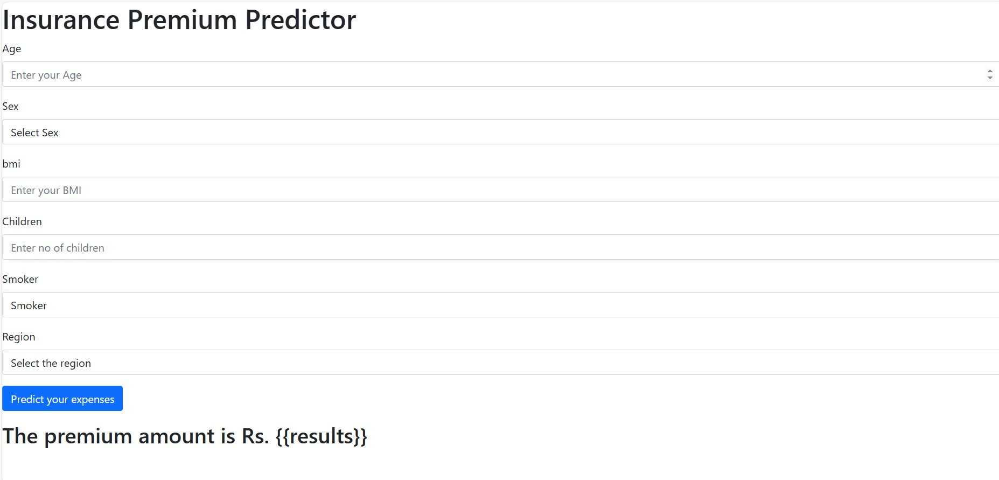 Insurance Premium Predictor
Age
Enter your Age
Sex
Select Sex
bmi
Enter your BMI
Children
Enter no of children
Smoker
Smoker
Region
Select the region
Predict your expenses
The premium amount is Rs. {{results}}